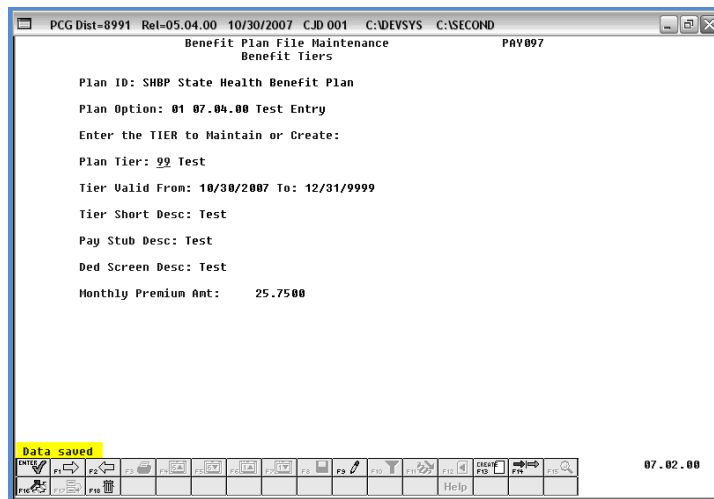 PCG Dist=8991 Rel=05.04.00 10/30/2007 CJD 001 C:\DEVSYS C:\SECOND
Benefit Plan File Maintenance PAY097
Benefit Tiers
Plan ID: SHBP State Health Benefit Plan
Plan Option: 01 07.04.00 Test Entry
Enter the TIER to Maintain or Create:
Plan Tier: 99 Test
Tier Valid From: 10/30/2007 To: 12/31/9999
Tier Short Desc: Test
Pay Stub Desc: Test
Ded Screen Desc: Test
Monthly Premium Amt: 25.7500
Data saved
ENTER F1 F2 F3 F4 F5 F6 F7 F8 F9 F10 F11 F12 CREATE F13 F14 F15 07.02.00
F16 F17 F18 Help